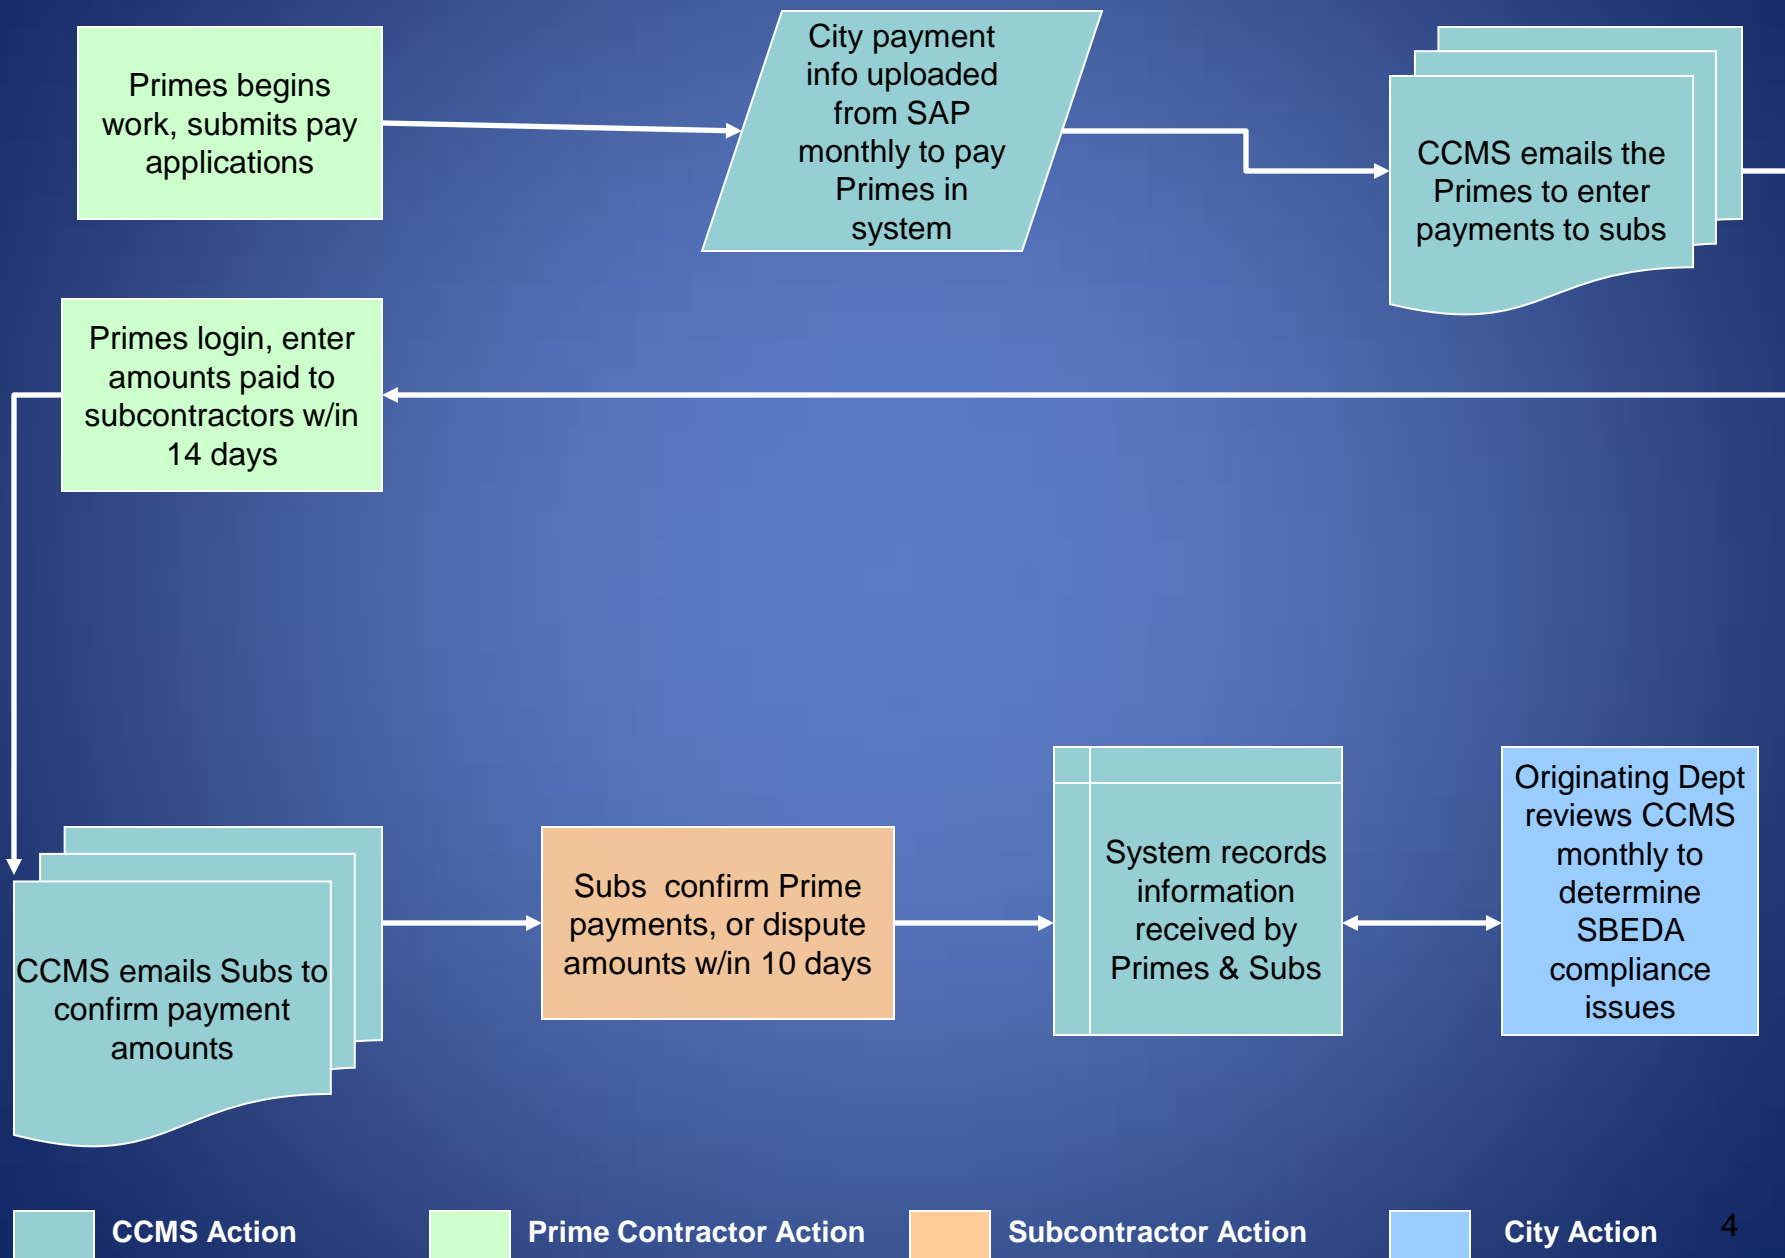 Primes begins
work, submits pay
applications
City payment
info uploaded
from SAP
monthly to pay
Primes in
system
CCMS emails the
Primes to enter
payments to subs
Primes login, enter
amounts paid to
subcontractors w/in
14 days
CCMS emails Subs to
confirm payment
amounts
Subs confirm Prime
payments, or dispute
amounts w/in 10 days
System records
information
received by
Primes & Subs
Originating Dept
reviews CCMS
monthly to
determine
SBEDA
compliance
issues
CCMS Action
Prime Contractor Action
Subcontractor Action
City Action
4